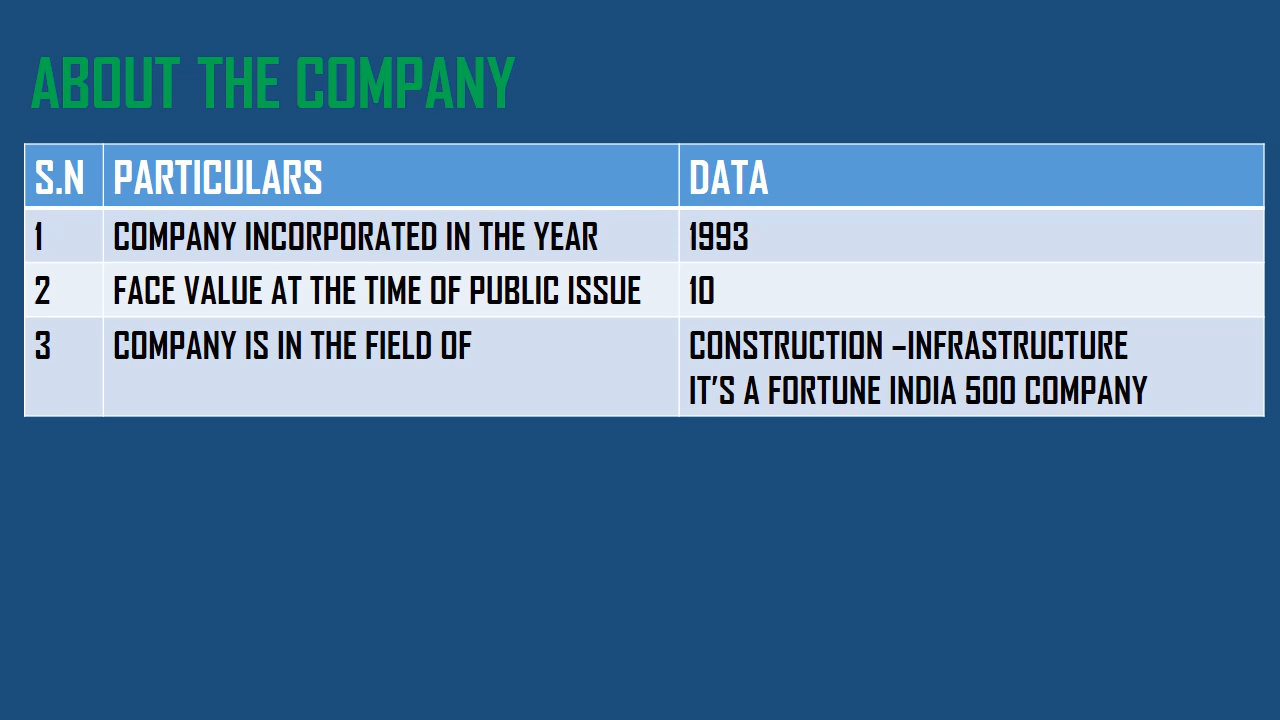 ABOUT THE COMPANY
S.N PARTICULARS DATA
1 COMPANY INCORPORATED IN THE YEAR 1993
2 FACE VALUE AT THE TIME OF PUBLIC ISSUE 10
3 COMPANY IS IN THE FIELD OF CONSTRUCTION –INFRASTRUCTURE
IT’S A FORTUNE INDIA 500 COMPANY